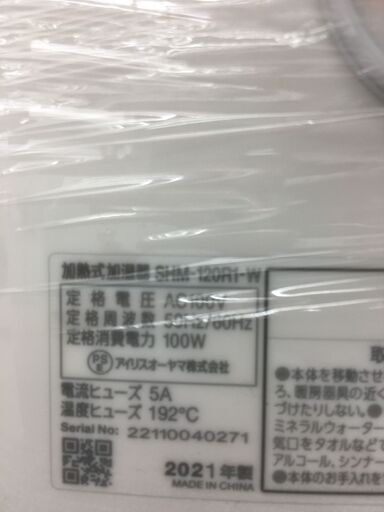 加熱式加湿器 SHM-120R1-W
定格電圧 AC100V
定格周波数 50Hz/60Hz
定格消費電力 100W
PSE アイリスオーヤマ株式会社
電流ヒューズ 5A
温度ヒューズ 192℃
Serial No: 22110040271
2021年製
MADE IN CHINA
取
●本体を移動させ
ろ、暖房器具の近く
づけたりしない。●
ミネラルウォーター
気口をタオルなどで
アルコール、シンナー
●本体のお手入れを